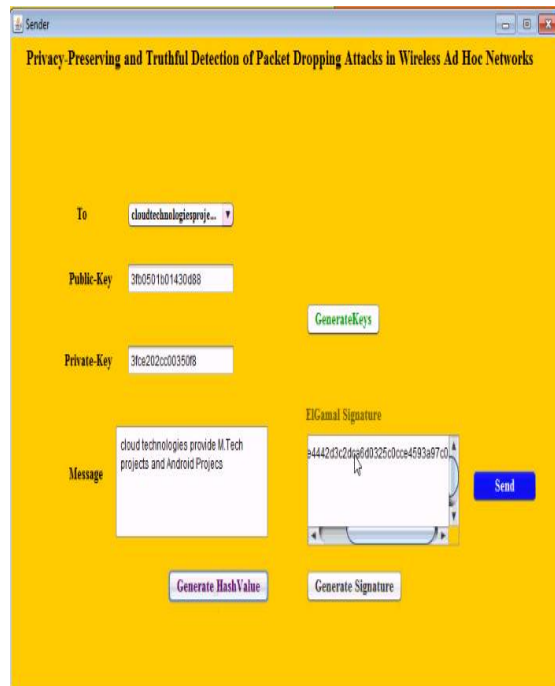 Sender
Privacy-Preserving and Truthful Detection of Packet Dropping Attacks in Wireless Ad Hoc Networks
To
cloudtechnologiesproje...
Public-Key
3fb0501b01430d88
GenerateKeys
Private-Key
3fce202cc00350f8
ElGamal Signature
Message
cloud technologies provide M.Tech
projects and Android Projecs
e4442d3c2dca6d0325c0cce4593a97c0
Send
Generate HashValue
Generate Signature